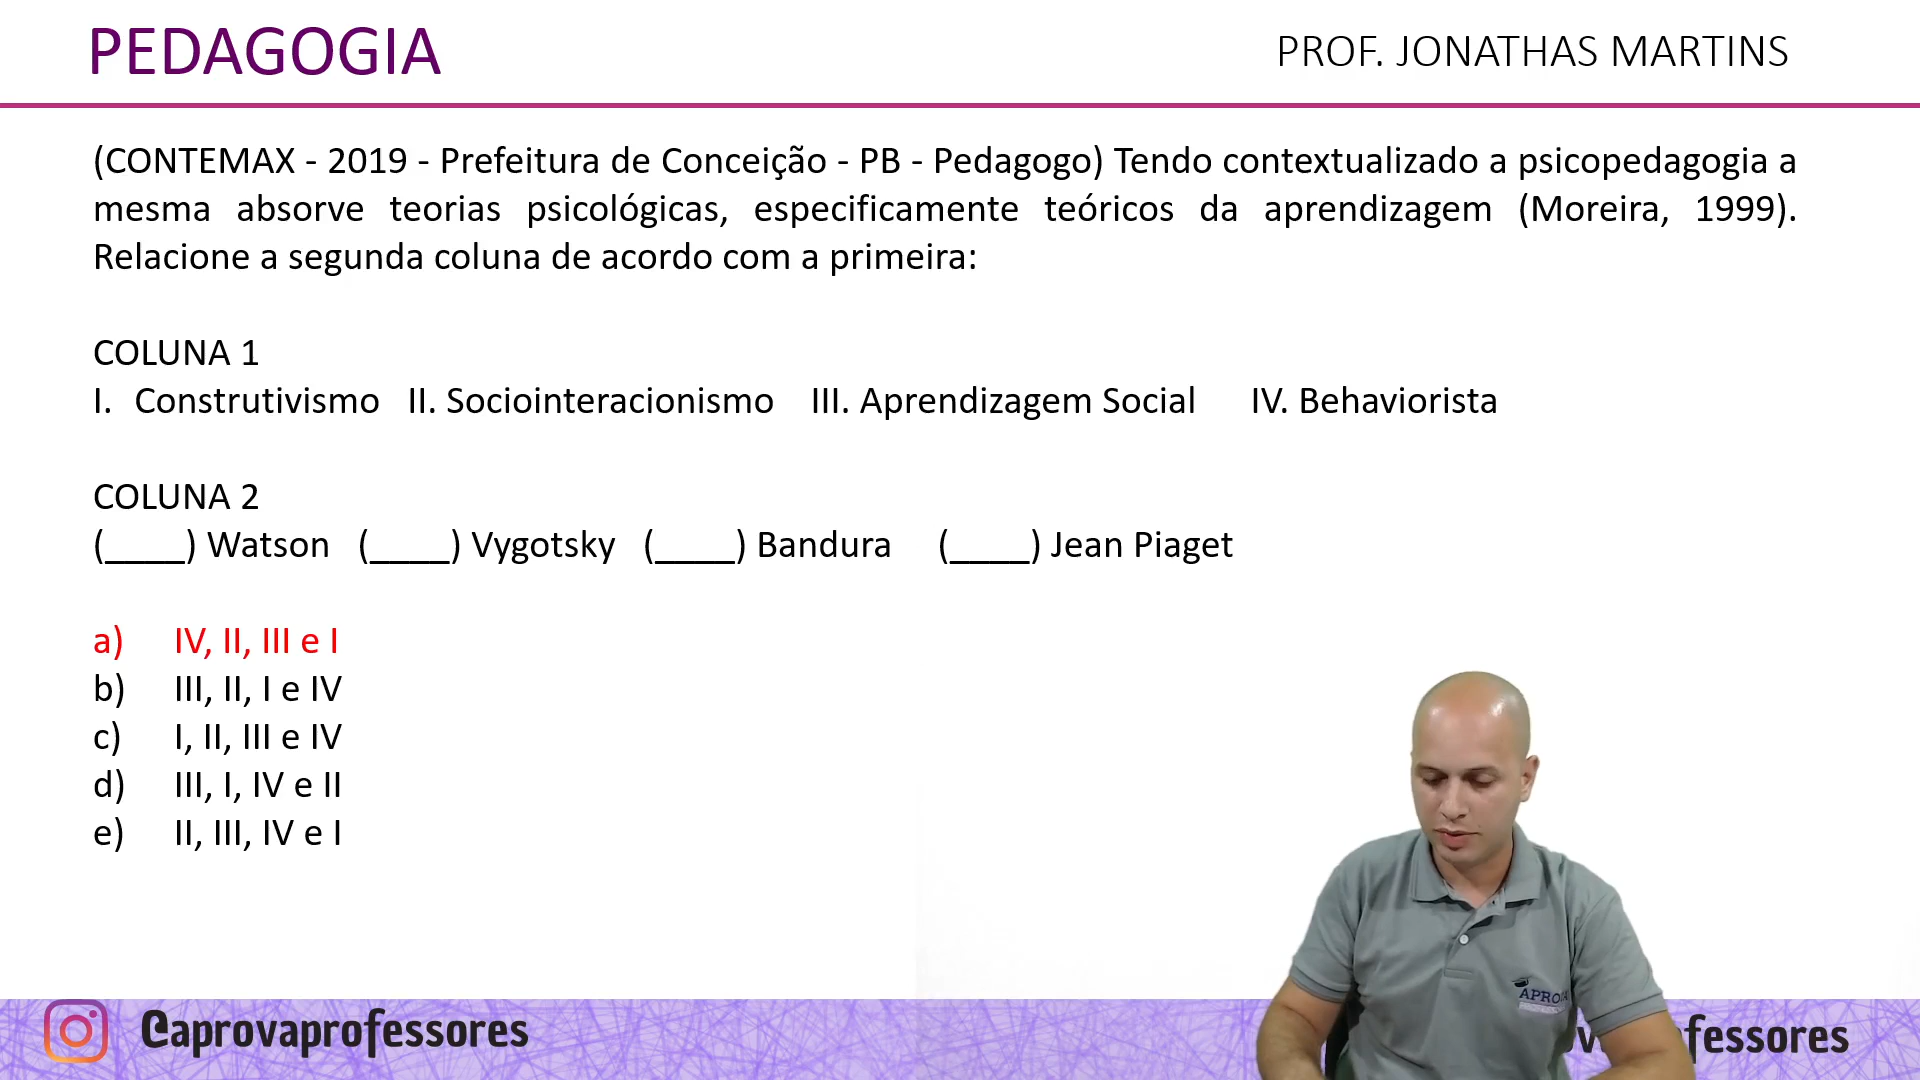 PEDAGOGIA
PROF. JONATHAS MARTINS
(CONTEMAX - 2019 - Prefeitura de Conceição - PB - Pedagogo) Tendo contextualizado a psicopedagogia a
mesma absorve teorias psicológicas, especificamente teóricos da aprendizagem (Moreira, 1999).
Relacione a segunda coluna de acordo com a primeira:
COLUNA 1
I. Construtivismo II. Sociointeracionismo III. Aprendizagem Social IV. Behaviorista
COLUNA 2
(____) Watson (____) Vygotsky (____) Bandura (____) Jean Piaget
a) IV, II, III e I
b) III, II, I e IV
c) I, II, III e IV
d) III, I, IV e II
e) II, III, IV e I
@aprovaprofessores